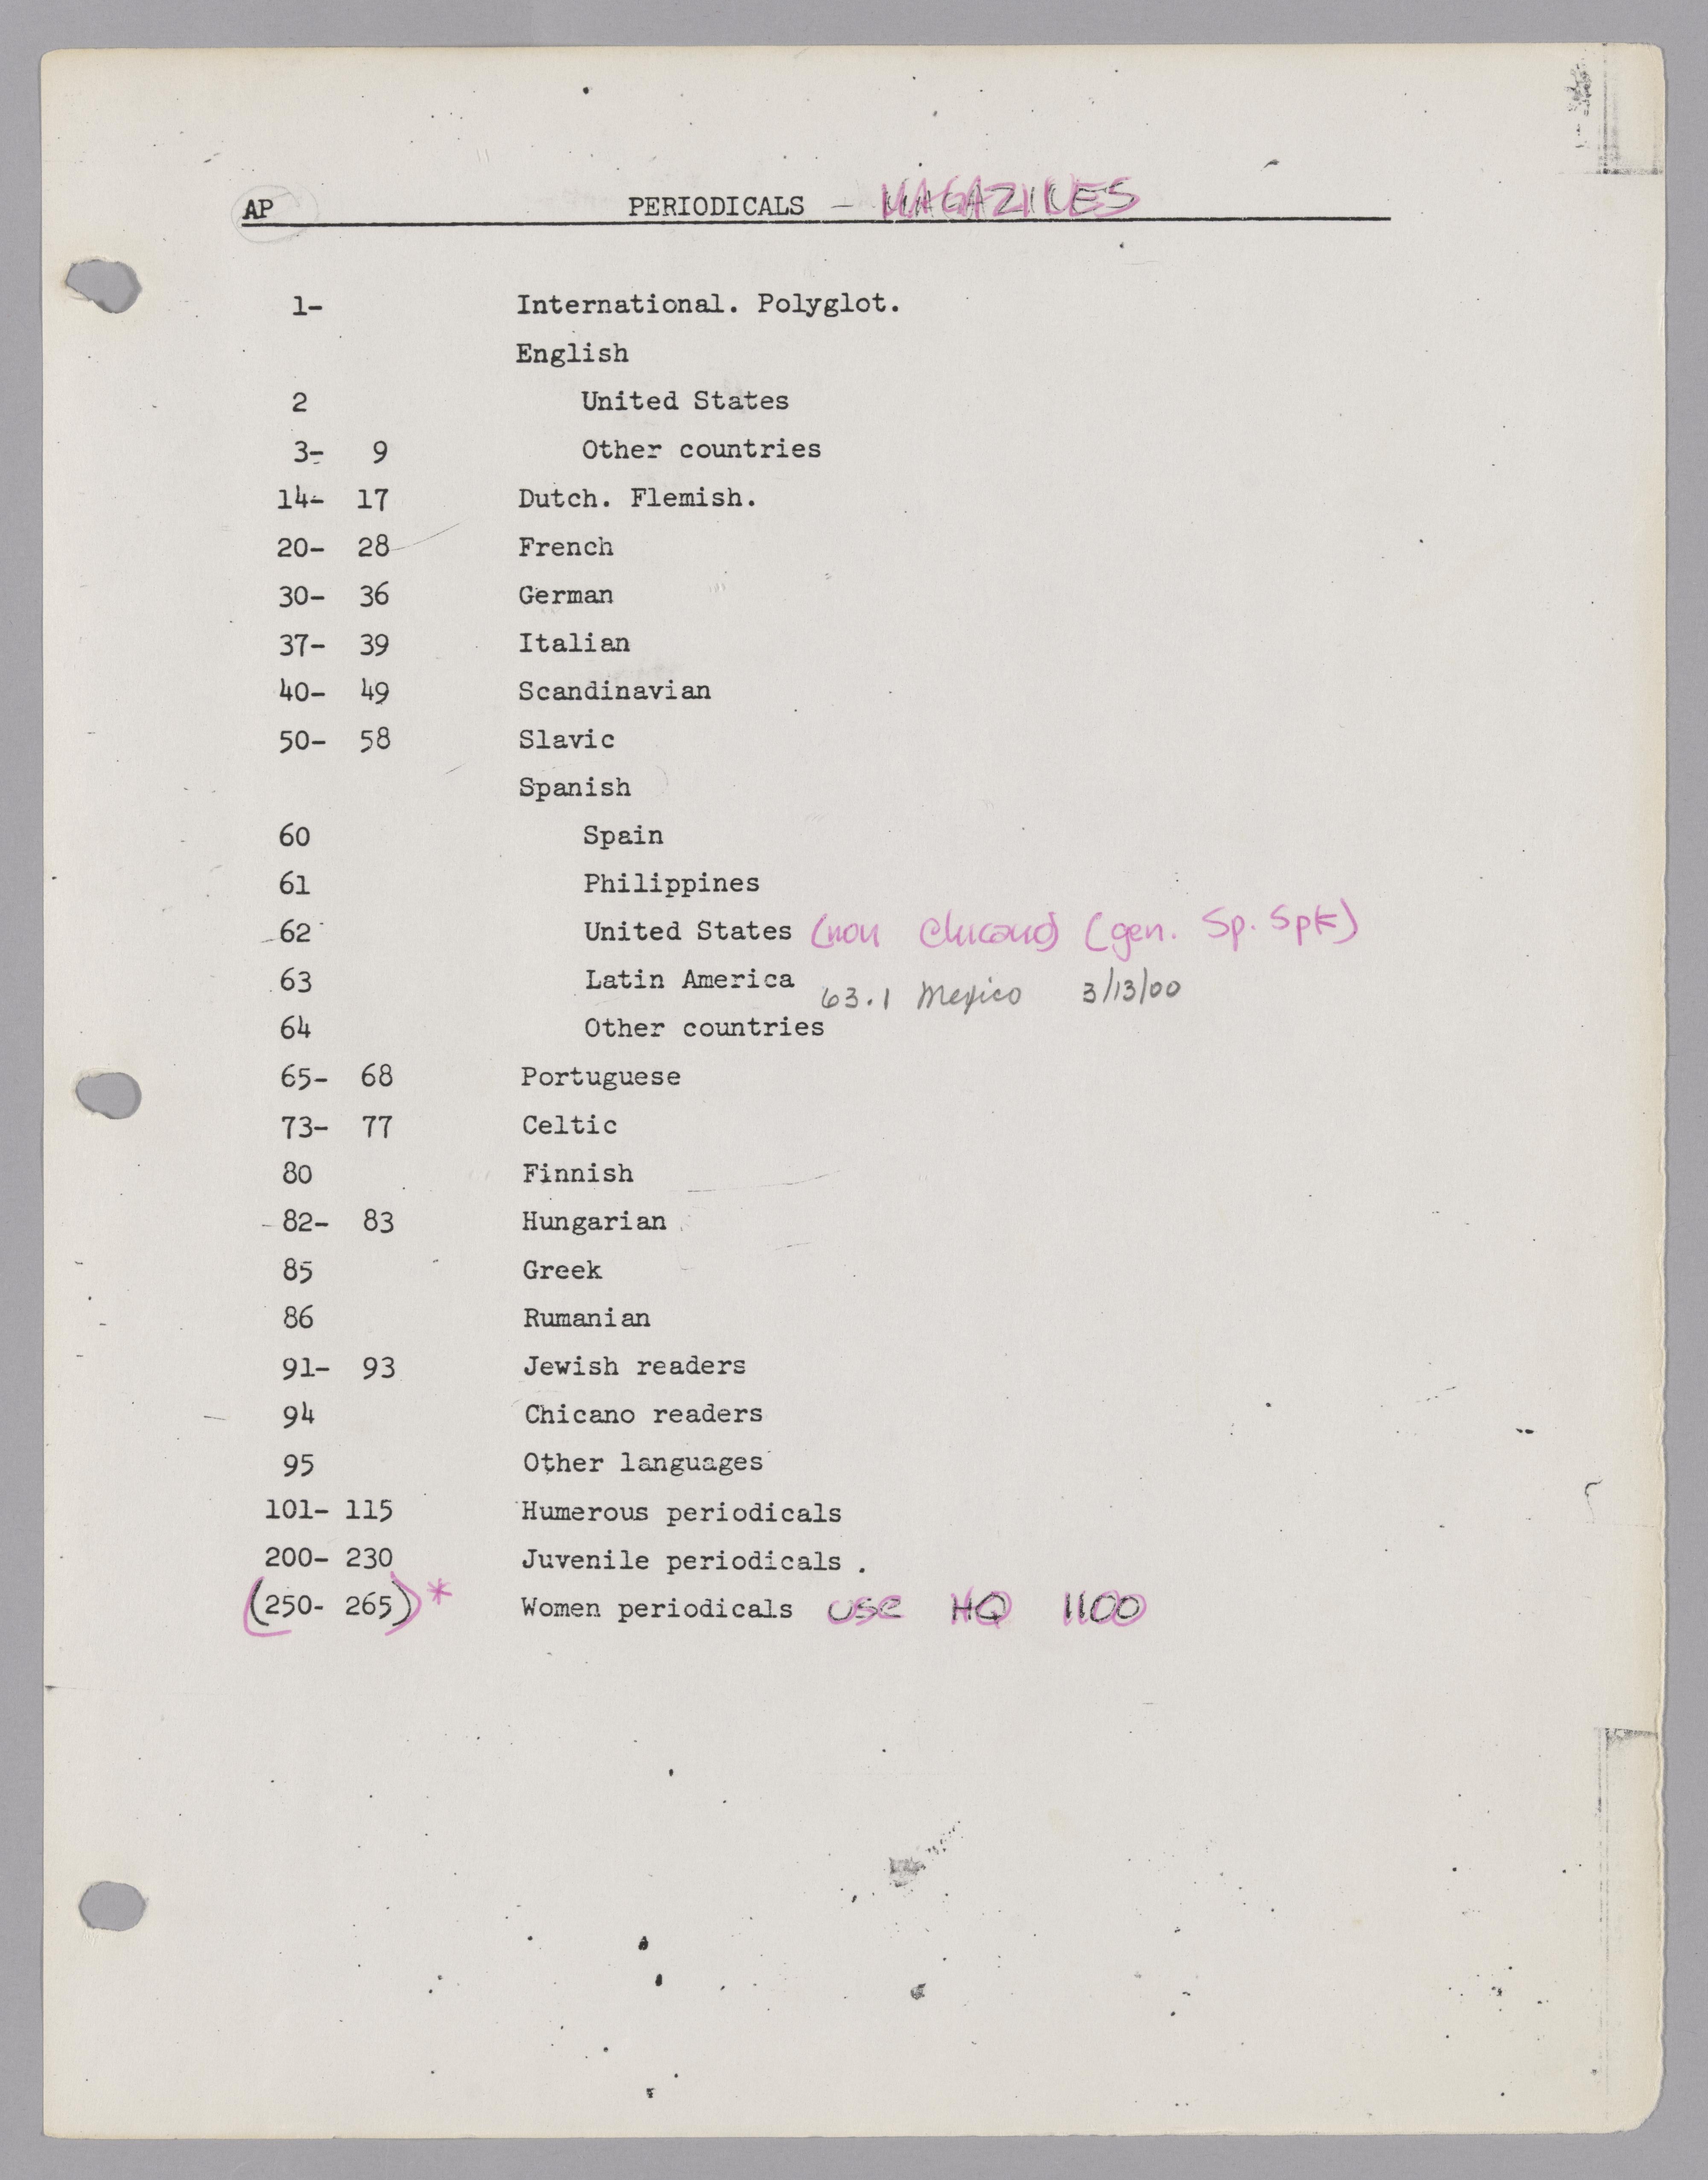 AP PERIODICALS – MAGAZINES
1- International. Polyglot.
English
2 United States
3- 9 Other countries
14- 17 Dutch. Flemish.
20- 28 French
30- 36 German
37- 39 Italian
40- 49 Scandinavian
50- 58 Slavic
Spanish
60 Spain
61 Philippines
62 United States (non chicano) (gen. Sp. Spk)
63 Latin America 63.1 Mexico 3/13/00
64 Other countries
65- 68 Portuguese
73- 77 Celtic
80 Finnish
82- 83 Hungarian
85 Greek
86 Rumanian
91- 93 Jewish readers
94 Chicano readers
95 Other languages
101- 115 Humerous periodicals
200- 230 Juvenile periodicals .
(250- 265)* Women periodicals USE HQ 1100